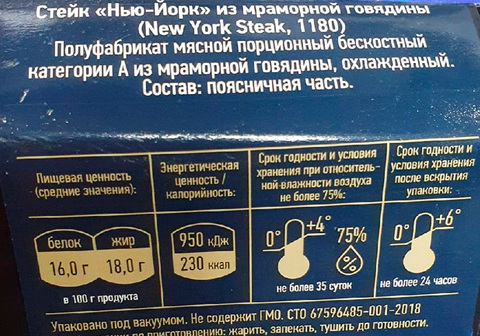 Стейк «Нью-Йорк» из мраморной говядины
(New York Steak, 1180)
Полуфабрикат мясной порционный бескостный
категории А из мраморной говядины, охлажденный.
Состав: поясничная часть.
Пищевая ценность
(средние значения):
белок
жир
16,0 г
18,0 г
в 100 г продукта
Энергетическая
ценность /
калорийность:
950 кДж
230 ккал
Срок годности и условия
хранения при относитель-
ной влажности воздуха
не более 75%:
0° +4° 75%
не более 35 суток
Срок годности
и условия хранения
после вскрытия
упаковки:
0° +6°
не более 24 часов
Упаковано под вакуумом. Не содержит ГМО. СТО 67596485-001-2018
по приготовлению: жарить, запекать, тушить до готовности